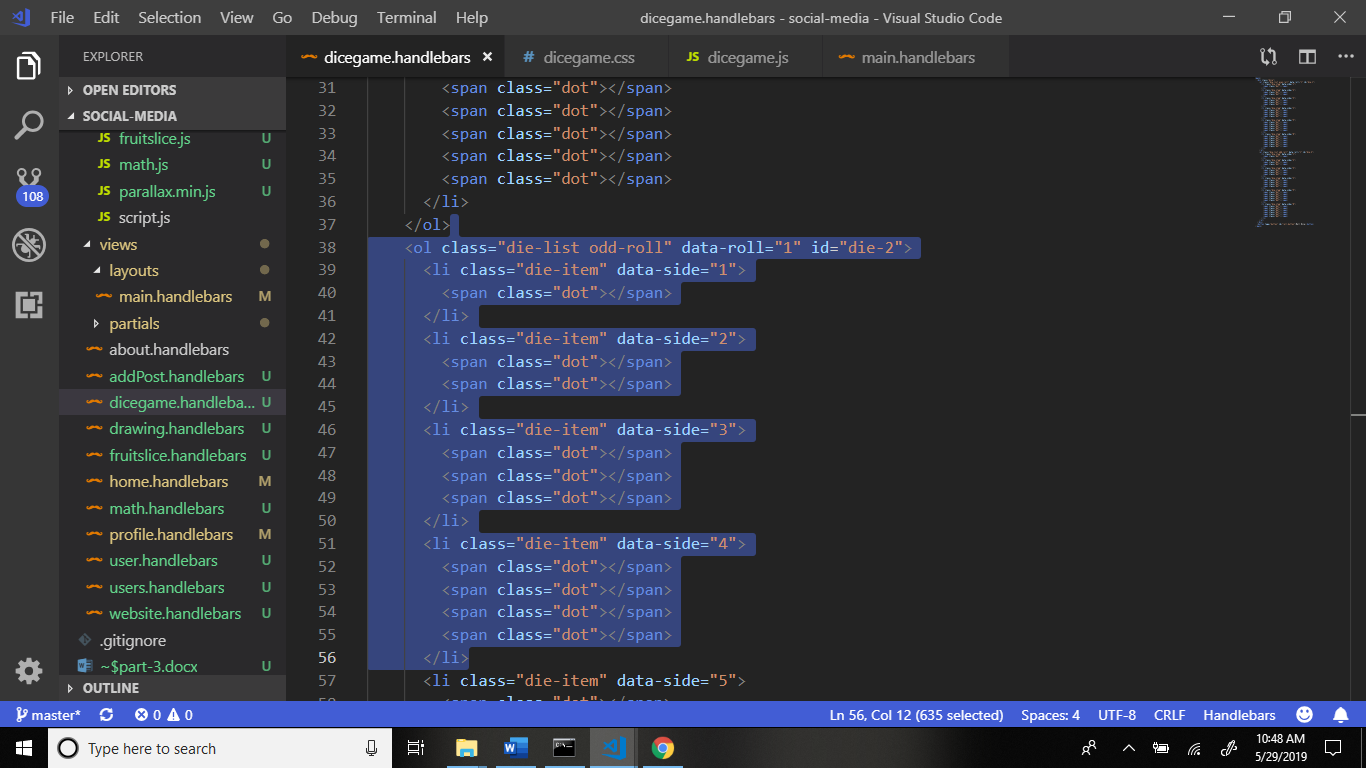 File Edit Selection View Go Debug Terminal Help dicegame.handlebars - social-media - Visual Studio Code
EXPLORER
OPEN EDITORS
SOCIAL-MEDIA
JS fruitslice.js U
JS math.js U
JS parallax.min.js U
JS script.js
views
layouts
main.handlebars M
partials
about.handlebars
addPost.handlebars U
dicegame.handleba... U
drawing.handlebars U
fruitslice.handlebars U
home.handlebars M
math.handlebars U
profile.handlebars M
user.handlebars U
users.handlebars U
website.handlebars U
.gitignore
~$part-3.docx U
OUTLINE
108
dicegame.handlebars # dicegame.css JS dicegame.js main.handlebars
31 <span class="dot"></span>
32 <span class="dot"></span>
33 <span class="dot"></span>
34 <span class="dot"></span>
35 <span class="dot"></span>
36 </li>
37 </ol>
38 <ol class="die-list odd-roll" data-roll="1" id="die-2">
39 <li class="die-item" data-side="1">
40 <span class="dot"></span>
41 </li>
42 <li class="die-item" data-side="2">
43 <span class="dot"></span>
44 <span class="dot"></span>
45 </li>
46 <li class="die-item" data-side="3">
47 <span class="dot"></span>
48 <span class="dot"></span>
49 <span class="dot"></span>
50 </li>
51 <li class="die-item" data-side="4">
52 <span class="dot"></span>
53 <span class="dot"></span>
54 <span class="dot"></span>
55 <span class="dot"></span>
56 </li>
57 <li class="die-item" data-side="5">
master* 0 0 Ln 56, Col 12 (635 selected) Spaces: 4 UTF-8 CRLF Handlebars
Type here to search
10:48 AM
5/29/2019